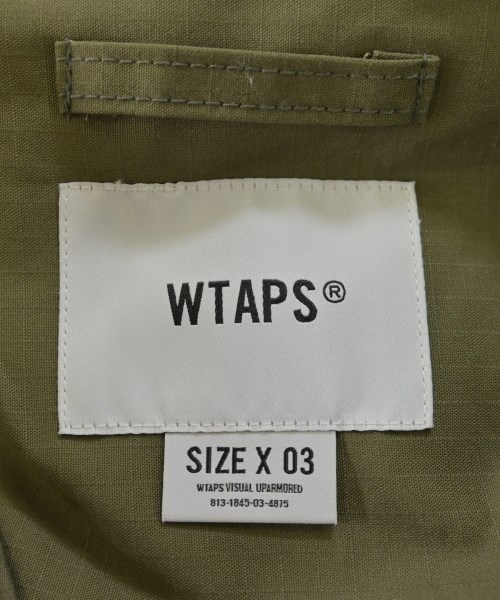 WTAPS®
SIZE X 03
WTAPS VISUAL UPARMORED
813-1845-03-4875